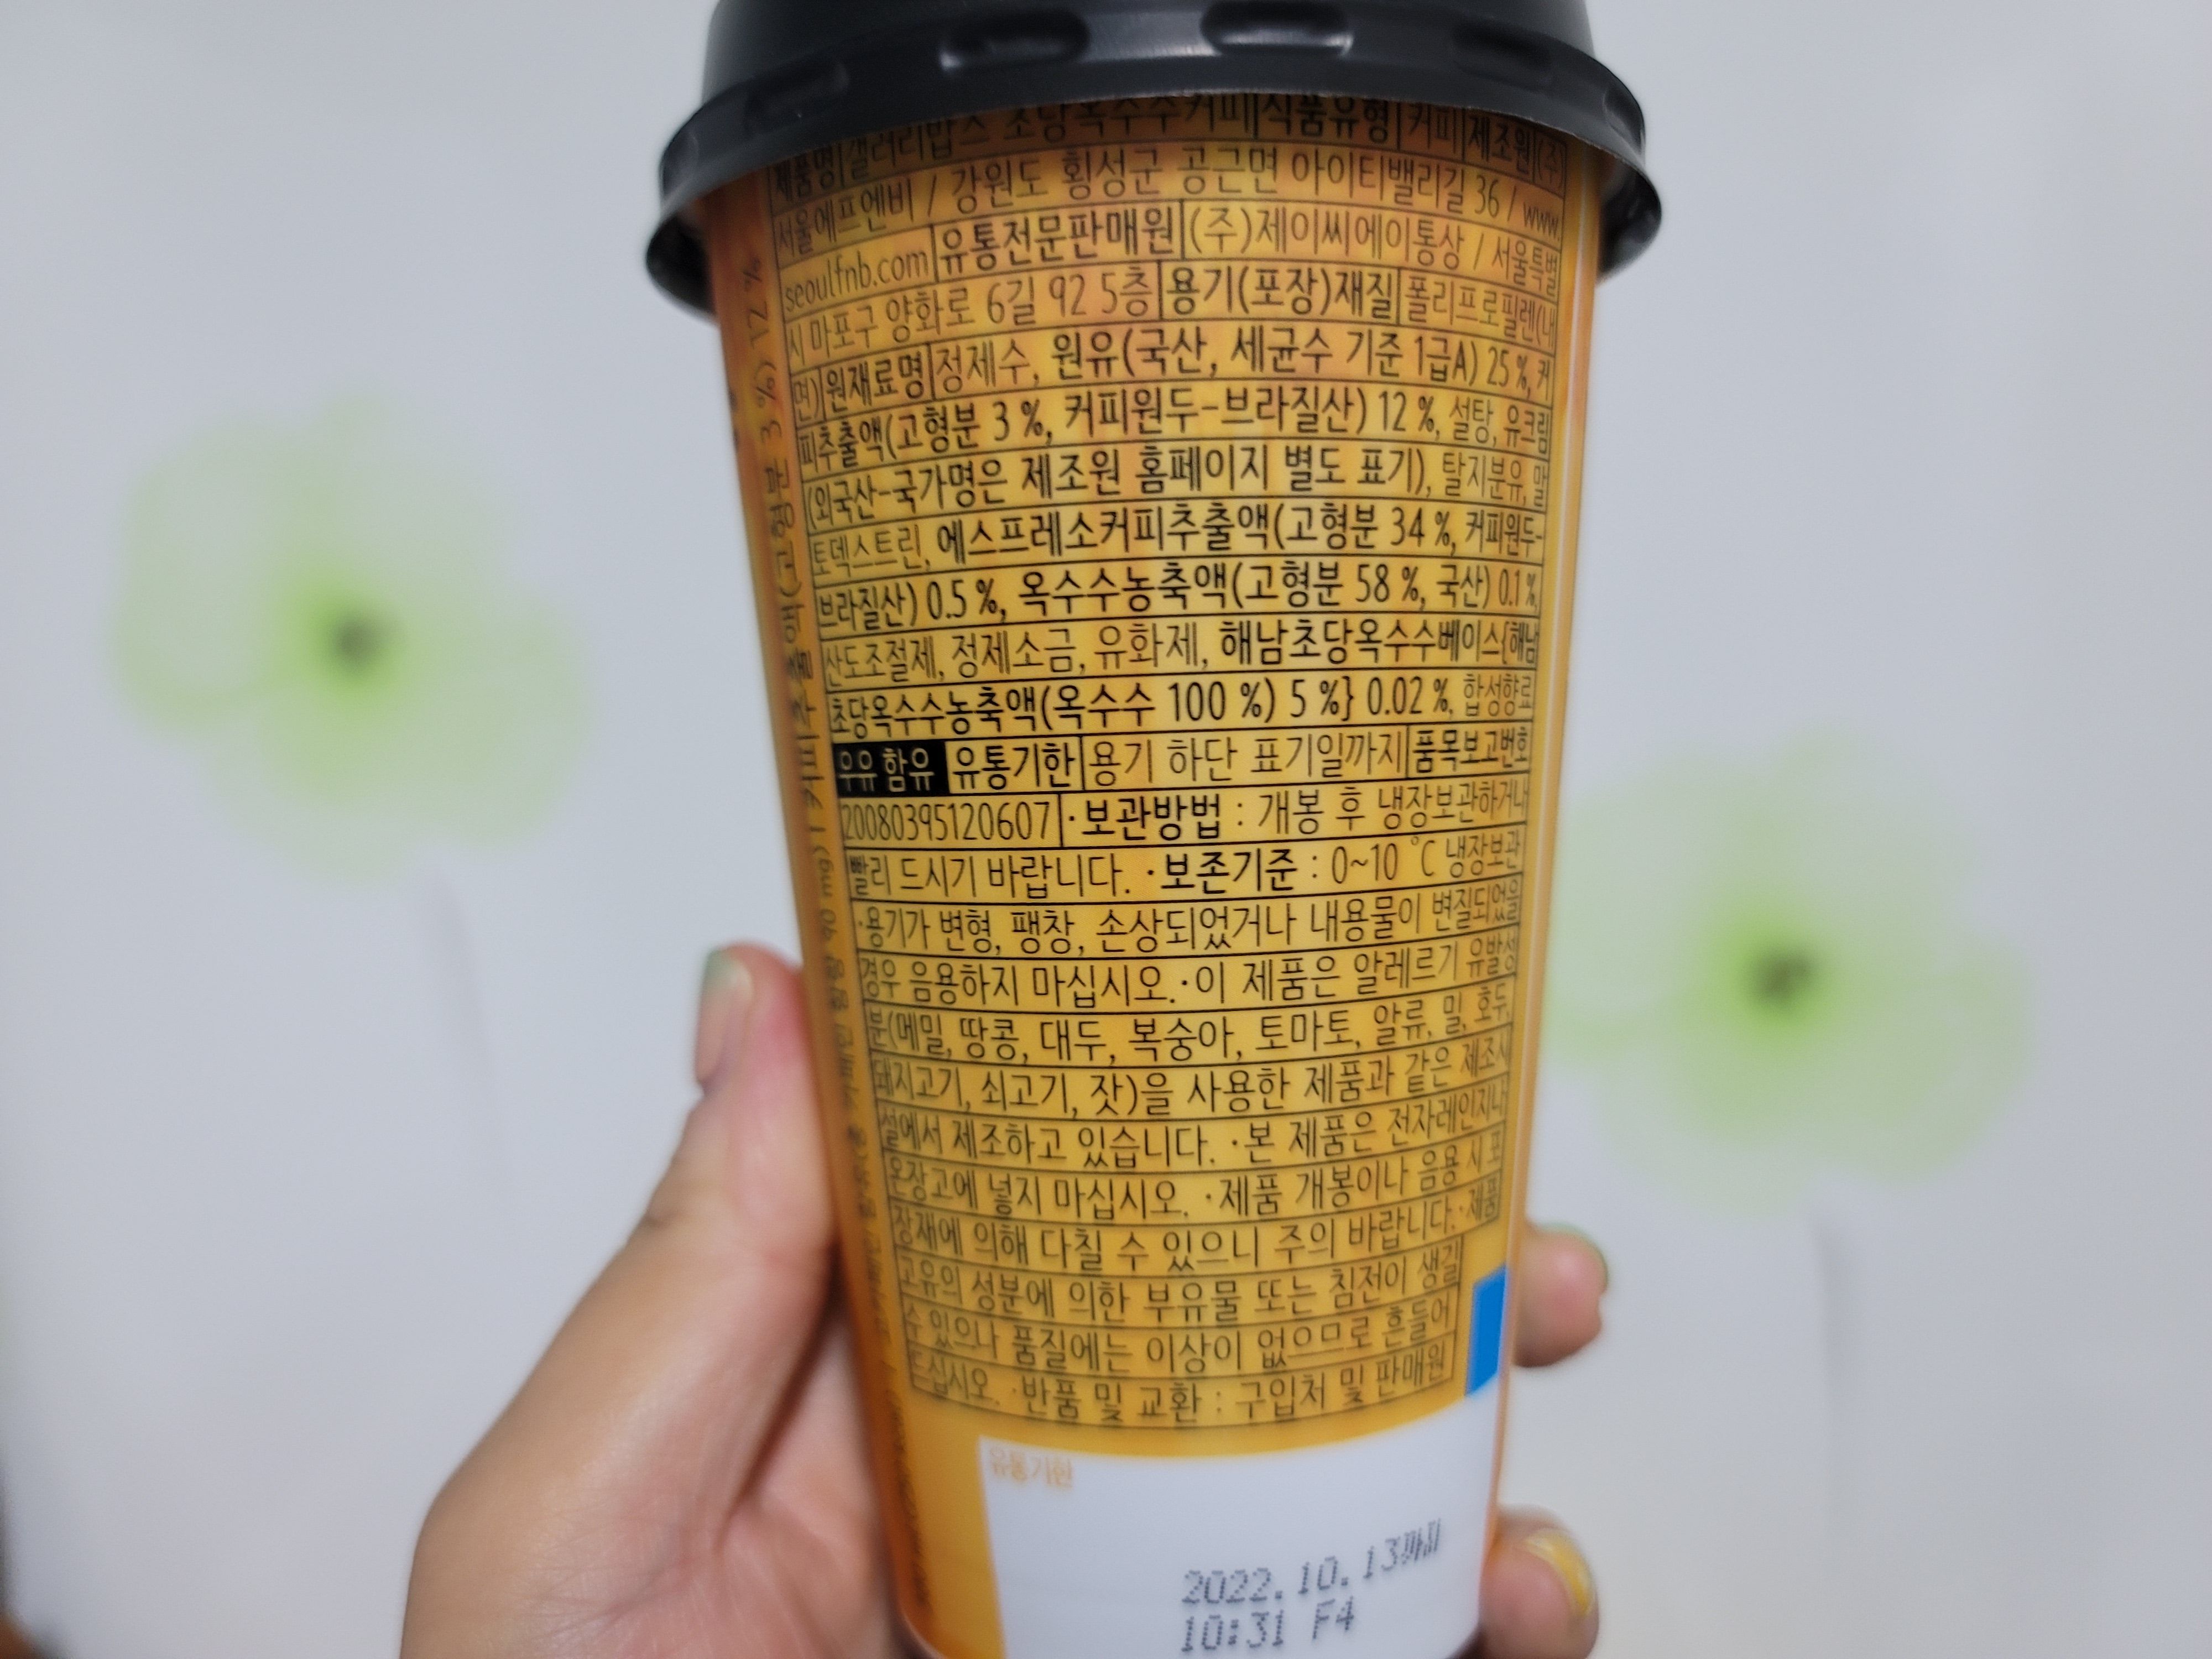 제품명|갤러리밥스 초당옥수수커피|식품유형|커피|제조원|(주)
서울에프엔비 / 강원도 횡성군 공근면 아이티밸리길 36 / www.
seoulfnb.com|유통전문판매원|(주)제이씨에이통상 / 서울특별
시 마포구 양화로 6길 92 5층|용기(포장)재질|폴리프로필렌(내
면)|원재료명|정제수, 원유(국산, 세균수 기준 1급A) 25 %, 커
피추출액(고형분 3 %, 커피원두-브라질산) 12 %, 설탕, 유크림
(외국산-국가명은 제조원 홈페이지 별도 표기), 탈지분유, 말
토덱스트린, 에스프레소커피추출액(고형분 34 %, 커피원두-
브라질산) 0.5 %, 옥수수농축액(고형분 58 %, 국산) 0.1 %,
산도조절제, 정제소금, 유화제, 해남초당옥수수베이스{해남
초당옥수수농축액(옥수수 100 %) 5 %} 0.02 %, 합성향료
우유 함유 유통기한|용기 하단 표기일까지|품목보고번호
20080395120607|·보관방법 : 개봉 후 냉장보관하거나
빨리 드시기 바랍니다. ·보존기준 : 0~10 ℃ 냉장보관
·용기가 변형, 팽창, 손상되었거나 내용물이 변질되었을
경우 음용하지 마십시오.·이 제품은 알레르기 유발성
분(메밀, 땅콩, 대두, 복숭아, 토마토, 알류, 밀, 호두,
돼지고기, 쇠고기, 잣)을 사용한 제품과 같은 제조시
설에서 제조하고 있습니다. ·본 제품은 전자레인지나
온장고에 넣지 마십시오. ·제품 개봉이나 음용 시 포
장재에 의해 다칠 수 있으니 주의 바랍니다.·제품
고유의 성분에 의한 부유물 또는 침전이 생길
수 있으나 품질에는 이상이 없으므로 흔들어
드십시오. ·반품 및 교환 : 구입처 및 판매원
유통기한
2022.10.13까지
10:31 F4